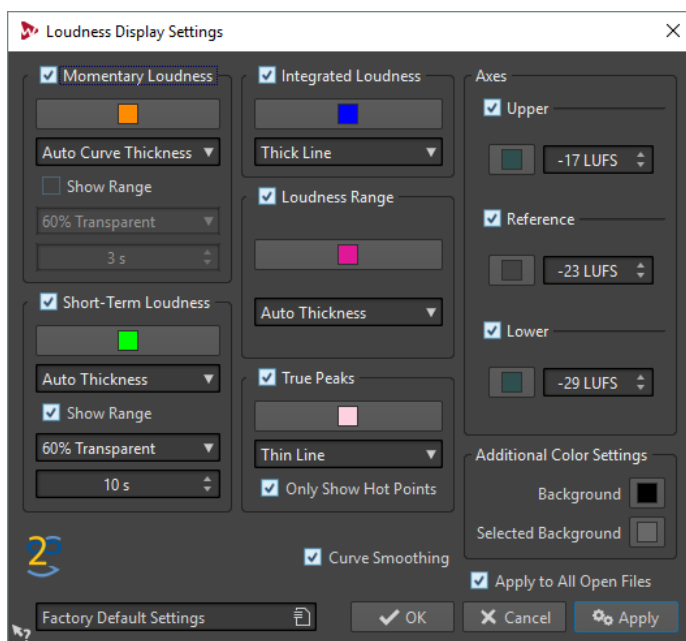 Loudness Display Settings
Momentary Loudness
Auto Curve Thickness
Show Range
60% Transparent
3 s
Short-Term Loudness
Auto Thickness
Show Range
60% Transparent
10 s
Integrated Loudness
Thick Line
Loudness Range
Auto Thickness
True Peaks
Thin Line
Only Show Hot Points
Axes
Upper
-17 LUFS
Reference
-23 LUFS
Lower
-29 LUFS
Additional Color Settings
Background
Selected Background
2
Curve Smoothing
Apply to All Open Files
?
Factory Default Settings
OK
Cancel
Apply